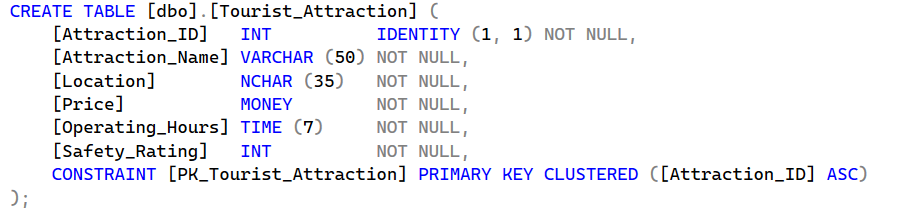 CREATE TABLE [dbo].[Tourist_Attraction] (
    [Attraction_ID]   INT          IDENTITY (1, 1) NOT NULL,
    [Attraction_Name] VARCHAR (50) NOT NULL,
    [Location]        NCHAR (35)   NOT NULL,
    [Price]           MONEY        NOT NULL,
    [Operating_Hours] TIME (7)     NOT NULL,
    [Safety_Rating]   INT          NOT NULL,
    CONSTRAINT [PK_Tourist_Attraction] PRIMARY KEY CLUSTERED ([Attraction_ID] ASC)
);